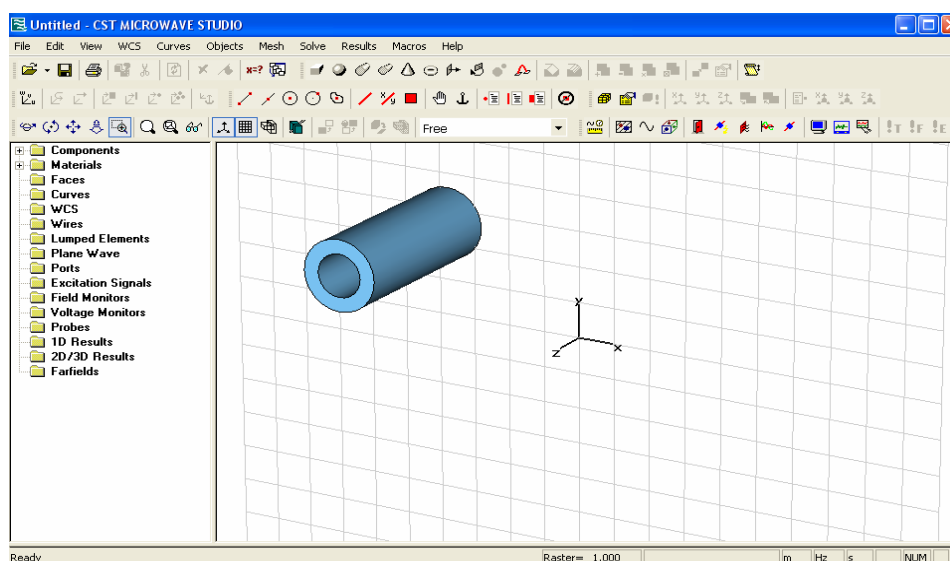 Untitled - CST MICROWAVE STUDIO
File Edit View WCS Curves Objects Mesh Solve Results Macros Help
x=?
Free
!T !F !E
Components
Materials
Faces
Curves
WCS
Wires
Lumped Elements
Plane Wave
Ports
Excitation Signals
Field Monitors
Voltage Monitors
Probes
1D Results
2D/3D Results
Farfields
y
z x
Ready Raster= 1.000 m Hz s NUM